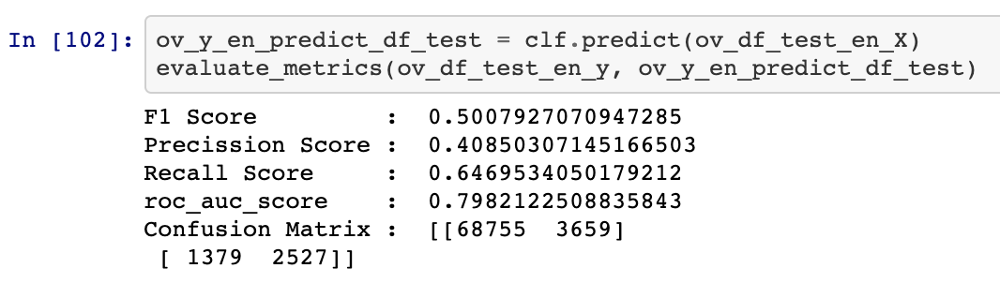 In [102]: ov_y_en_predict_df_test = clf.predict(ov_df_test_en_X)
evaluate_metrics(ov_df_test_en_y, ov_y_en_predict_df_test)
F1 Score : 0.5007927070947285
Precission Score : 0.40850307145166503
Recall Score : 0.6469534050179212
roc_auc_score : 0.7982122508835843
Confusion Matrix : [[68755 3659]
[ 1379 2527]]